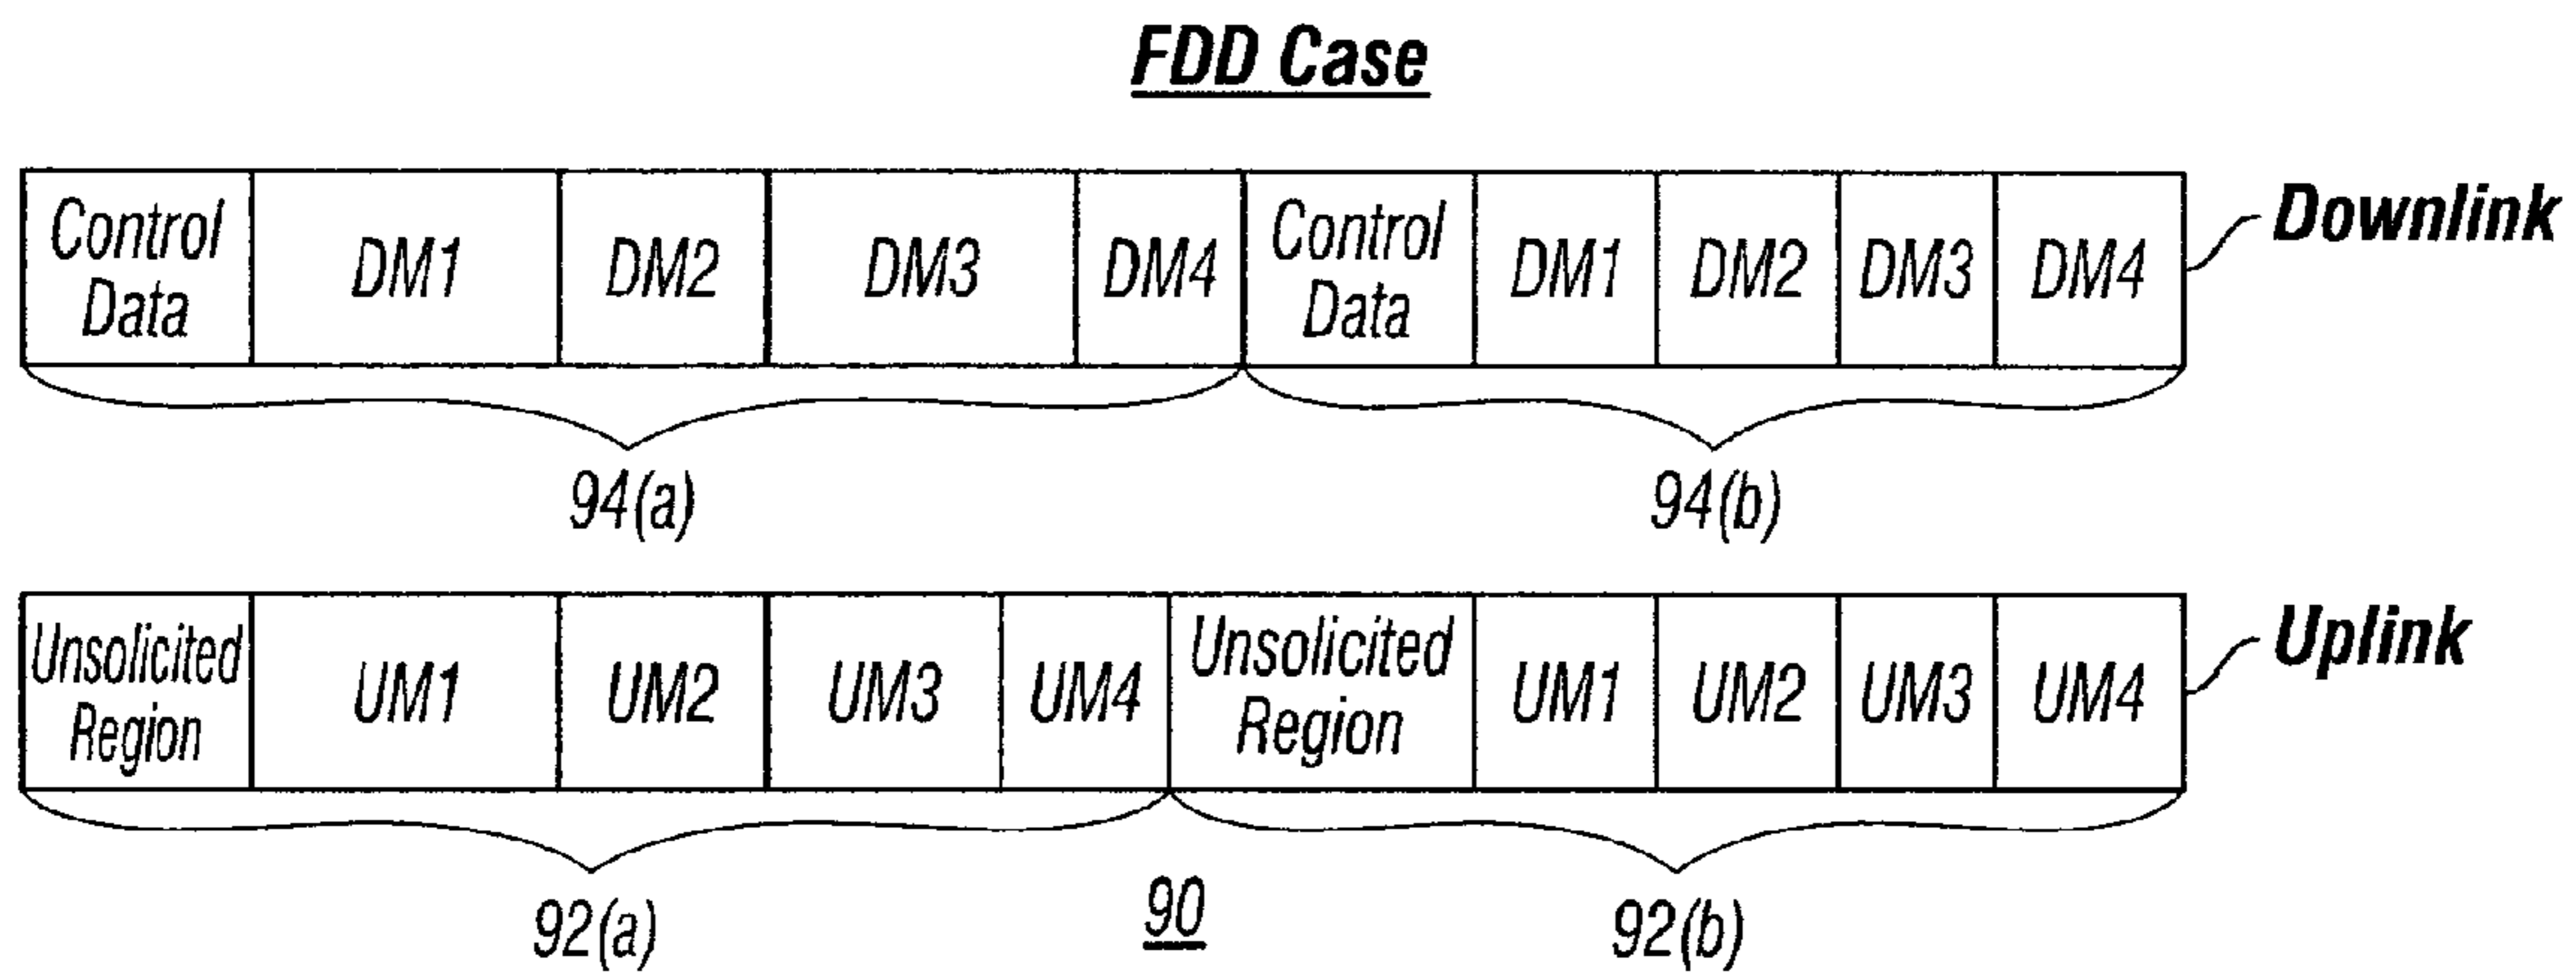 FDD Case
Control Data DM1 DM2 DM3 DM4 Control Data DM1 DM2 DM3 DM4 Downlink
94(a) 94(b)
Unsolicited Region UM1 UM2 UM3 UM4 Unsolicited Region UM1 UM2 UM3 UM4 Uplink
92(a) 90 92(b)